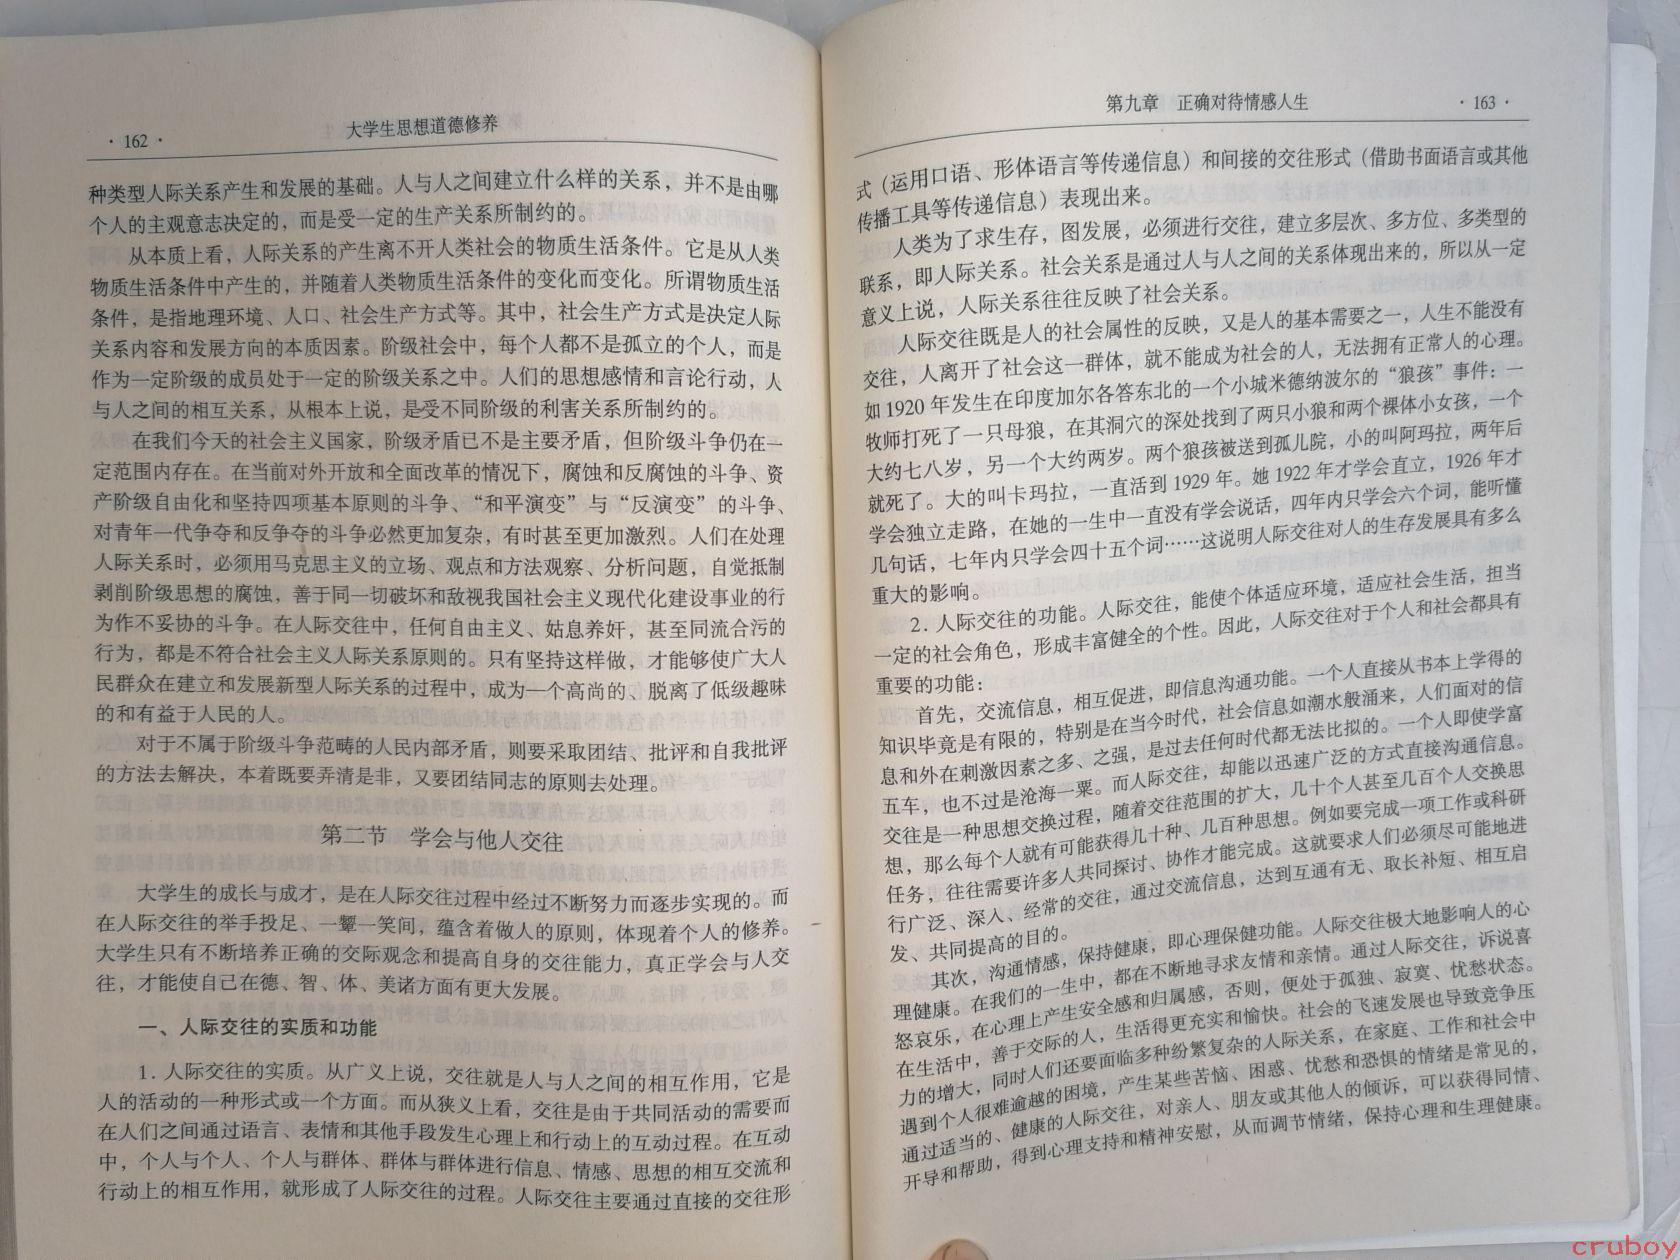 · 162 ·
大学生思想道德修养
种类型人际关系产生和发展的基础。人与人之间建立什么样的关系，并不是由哪
个人的主观意志决定的，而是受一定的生产关系所制约的。
从本质上看，人际关系的产生离不开人类社会的物质生活条件。它是从人类
物质生活条件中产生的，并随着人类物质生活条件的变化而变化。所谓物质生活
条件，是指地理环境、人口、社会生产方式等。其中，社会生产方式是决定人际
关系内容和发展方向的本质因素。阶级社会中，每个人都不是孤立的个人，而是
作为一定阶级的成员处于一定的阶级关系之中。人们的思想感情和言论行动，人
与人之间的相互关系，从根本上说，是受不同阶级的利害关系所制约的。
在我们今天的社会主义国家，阶级矛盾已不是主要矛盾，但阶级斗争仍在一
定范围内存在。在当前对外开放和全面改革的情况下，腐蚀和反腐蚀的斗争、资
产阶级自由化和坚持四项基本原则的斗争、“和平演变”与“反演变”的斗争、
对青年一代争夺和反争夺的斗争必然更加复杂，有时甚至更加激烈。人们在处理
人际关系时，必须用马克思主义的立场、观点和方法观察、分析问题，自觉抵制
剥削阶级思想的腐蚀，善于同一切破坏和敌视我国社会主义现代化建设事业的行
为作不妥协的斗争。在人际交往中，任何自由主义、姑息养奸，甚至同流合污的
行为，都是不符合社会主义人际关系原则的。只有坚持这样做，才能够使广大人
民群众在建立和发展新型人际关系的过程中，成为一个高尚的、脱离了低级趣味
的和有益于人民的人。
对于不属于阶级斗争范畴的人民内部矛盾，则要采取团结、批评和自我批评
的方法去解决，本着既要弄清是非，又要团结同志的原则去处理。
第二节 学会与他人交往
大学生的成长与成才，是在人际交往过程中经过不断努力而逐步实现的。而
在人际交往的举手投足、一颦一笑间，蕴含着做人的原则，体现着个人的修养。
大学生只有不断培养正确的交际观念和提高自身的交往能力，真正学会与人交
往，才能使自己在德、智、体、美诸方面有更大发展。
一、人际交往的实质和功能
1．人际交往的实质。从广义上说，交往就是人与人之间的相互作用，它是
人的活动的一种形式或一个方面。而从狭义上看，交往是由于共同活动的需要而
在人们之间通过语言、表情和其他手段发生心理上和行动上的互动过程。在互动
中，个人与个人、个人与群体、群体与群体进行信息、情感、思想的相互交流和
行动上的相互作用，就形成了人际交往的过程。人际交往主要通过直接的交往形
第九章 正确对待情感人生
· 163 ·
式（运用口语、形体语言等传递信息）和间接的交往形式（借助书面语言或其他
传播工具等传递信息）表现出来。
人类为了求生存，图发展，必须进行交往，建立多层次、多方位、多类型的
联系，即人际关系。社会关系是通过人与人之间的关系体现出来的，所以从一定
意义上说，人际关系往往反映了社会关系。
人际交往既是人的社会属性的反映，又是人的基本需要之一，人生不能没有
交往，人离开了社会这一群体，就不能成为社会的人，无法拥有正常人的心理。
如1920年发生在印度加尔各答东北的一个小城米德纳波尔的“狼孩”事件：一
牧师打死了一只母狼，在其洞穴的深处找到了两只小狼和两个裸体小女孩，一个
大约七八岁，另一个大约两岁。两个狼孩被送到孤儿院，小的叫阿玛拉，两年后
就死了。大的叫卡玛拉，一直活到1929年。她1922年才学会直立，1926年才
学会独立走路，在她的一生中一直没有学会说话，四年内只学会六个词，能听懂
几句话，七年内只学会四十五个词……这说明人际交往对人的生存发展具有多么
重大的影响。
2．人际交往的功能。人际交往，能使个体适应环境，适应社会生活，担当
一定的社会角色，形成丰富健全的个性。因此，人际交往对于个人和社会都具有
重要的功能：
首先，交流信息，相互促进，即信息沟通功能。一个人直接从书本上学得的
知识毕竟是有限的，特别是在当今时代，社会信息如潮水般涌来，人们面对的信
息和外在刺激因素之多、之强，是过去任何时代都无法比拟的。一个人即使学富
五车，也不过是沧海一粟。而人际交往，却能以迅速广泛的方式直接沟通信息。
交往是一种思想交换过程，随着交往范围的扩大，几十个人甚至几百个人交换思
想，那么每个人就有可能获得几十种、几百种思想。例如要完成一项工作或科研
任务，往往需要许多人共同探讨、协作才能完成。这就要求人们必须尽可能地进
行广泛、深入、经常的交往，通过交流信息，达到互通有无、取长补短、相互启
发、共同提高的目的。
其次，沟通情感，保持健康，即心理保健功能。人际交往极大地影响人的心
理健康。在我们的一生中，都在不断地寻求友情和亲情。通过人际交往，诉说喜
怒哀乐，在心理上产生安全感和归属感，否则，便处于孤独、寂寞、忧愁状态。
在生活中，善于交际的人，生活得更充实和愉快。社会的飞速发展也导致竞争压
力的增大，同时人们还要面临多种纷繁复杂的人际关系，在家庭、工作和社会中
遇到个人很难逾越的困境，产生某些苦恼、困惑、忧愁和恐惧的情绪是常见的，
通过适当的、健康的人际交往，对亲人、朋友或其他人的倾诉，可以获得同情、
开导和帮助，得到心理支持和精神安慰，从而调节情绪，保持心理和生理健康。
cruboy